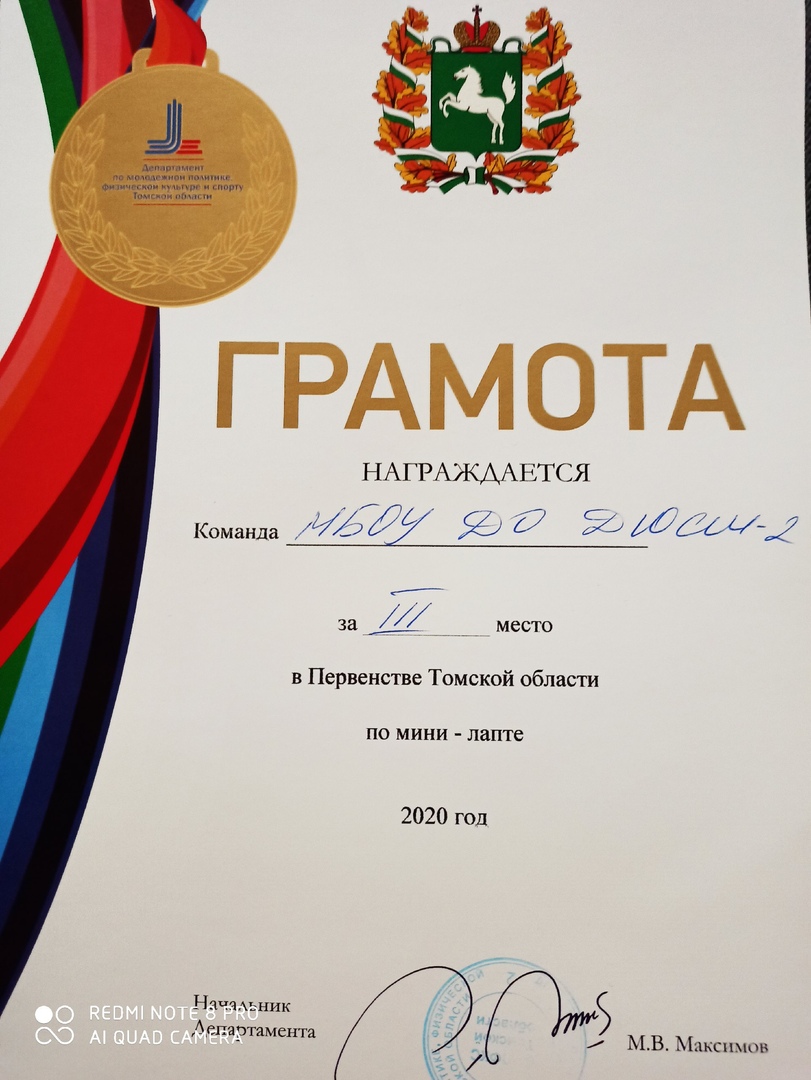 Департамент
по молодежной политике
физической культуре и спорту
Томской области
ГРАМОТА
НАГРАЖДАЕТСЯ
Команда МБОУ ДО ДЮСШ-2
за III место
в Первенстве Томской области
по мини - лапте
2020 год
Начальник
Департамента
М.В. Максимов
REDMI NOTE 8 PRO
AI QUAD CAMERA